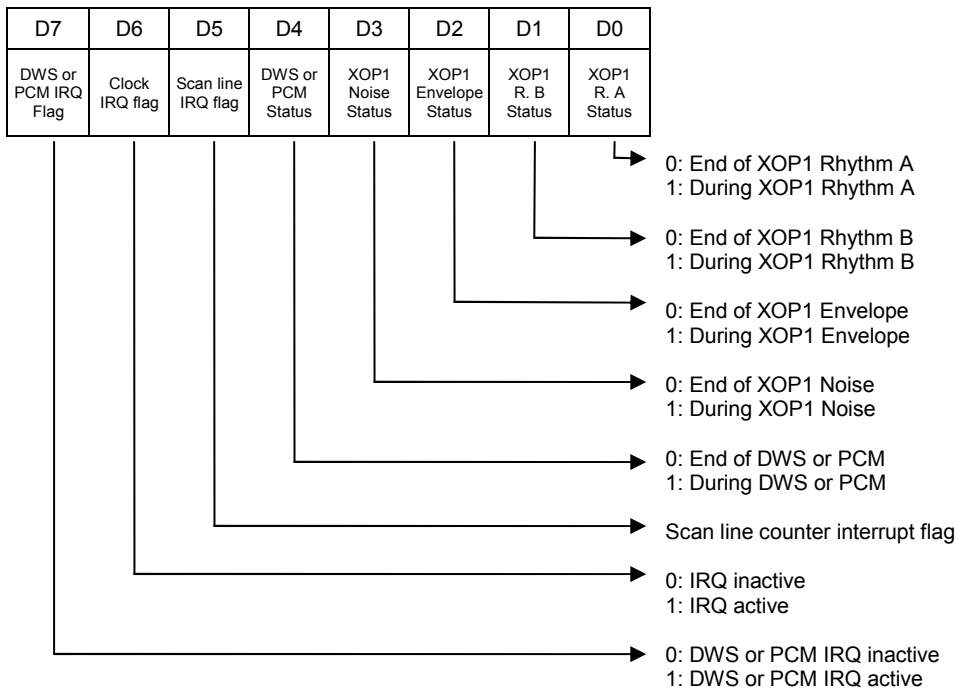 D7 D6 D5 D4 D3 D2 D1 D0
DWS or PCM IRQ Flag
Clock IRQ flag
Scan line IRQ flag
DWS or PCM Status
XOP1 Noise Status
XOP1 Envelope Status
XOP1 R. B Status
XOP1 R. A Status
0: End of XOP1 Rhythm A
1: During XOP1 Rhythm A
0: End of XOP1 Rhythm B
1: During XOP1 Rhythm B
0: End of XOP1 Envelope
1: During XOP1 Envelope
0: End of XOP1 Noise
1: During XOP1 Noise
0: End of DWS or PCM
1: During DWS or PCM
Scan line counter interrupt flag
0: IRQ inactive
1: IRQ active
0: DWS or PCM IRQ inactive
1: DWS or PCM IRQ active